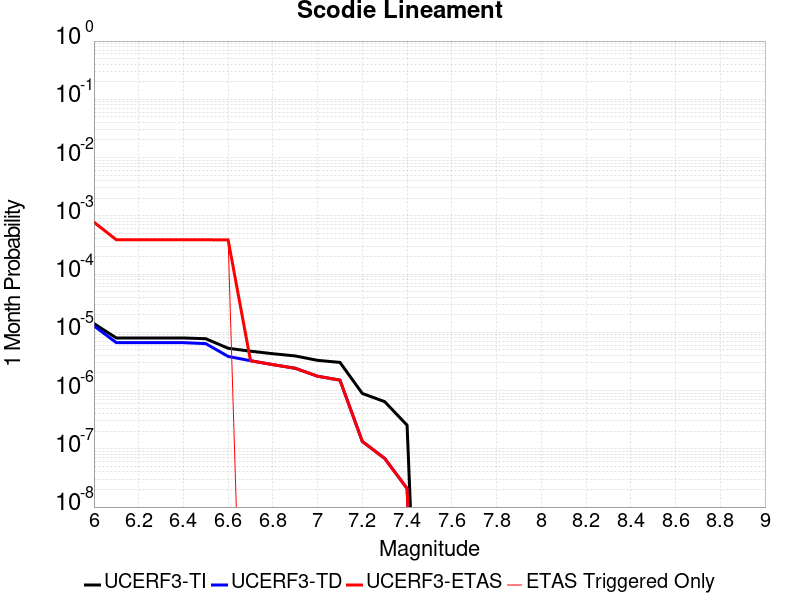 Scodie Lineament
10^0
10^-1
10^-2
10^-3
10^-4
10^-5
10^-6
10^-7
10^-8
1 Month Probability
6 6.2 6.4 6.6 6.8 7 7.2 7.4 7.6 7.8 8 8.2 8.4 8.6 8.8 9
Magnitude
UCERF3-TI UCERF3-TD UCERF3-ETAS ETAS Triggered Only